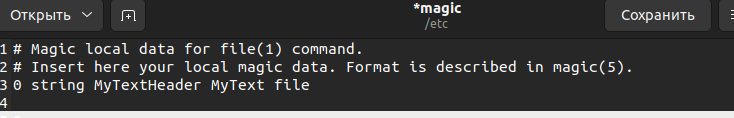 Открыть
*magic
/etc
Сохранить
1 # Magic local data for file(1) command.
2 # Insert here your local magic data. Format is described in magic(5).
3 0 string MyTextHeader MyText file
4